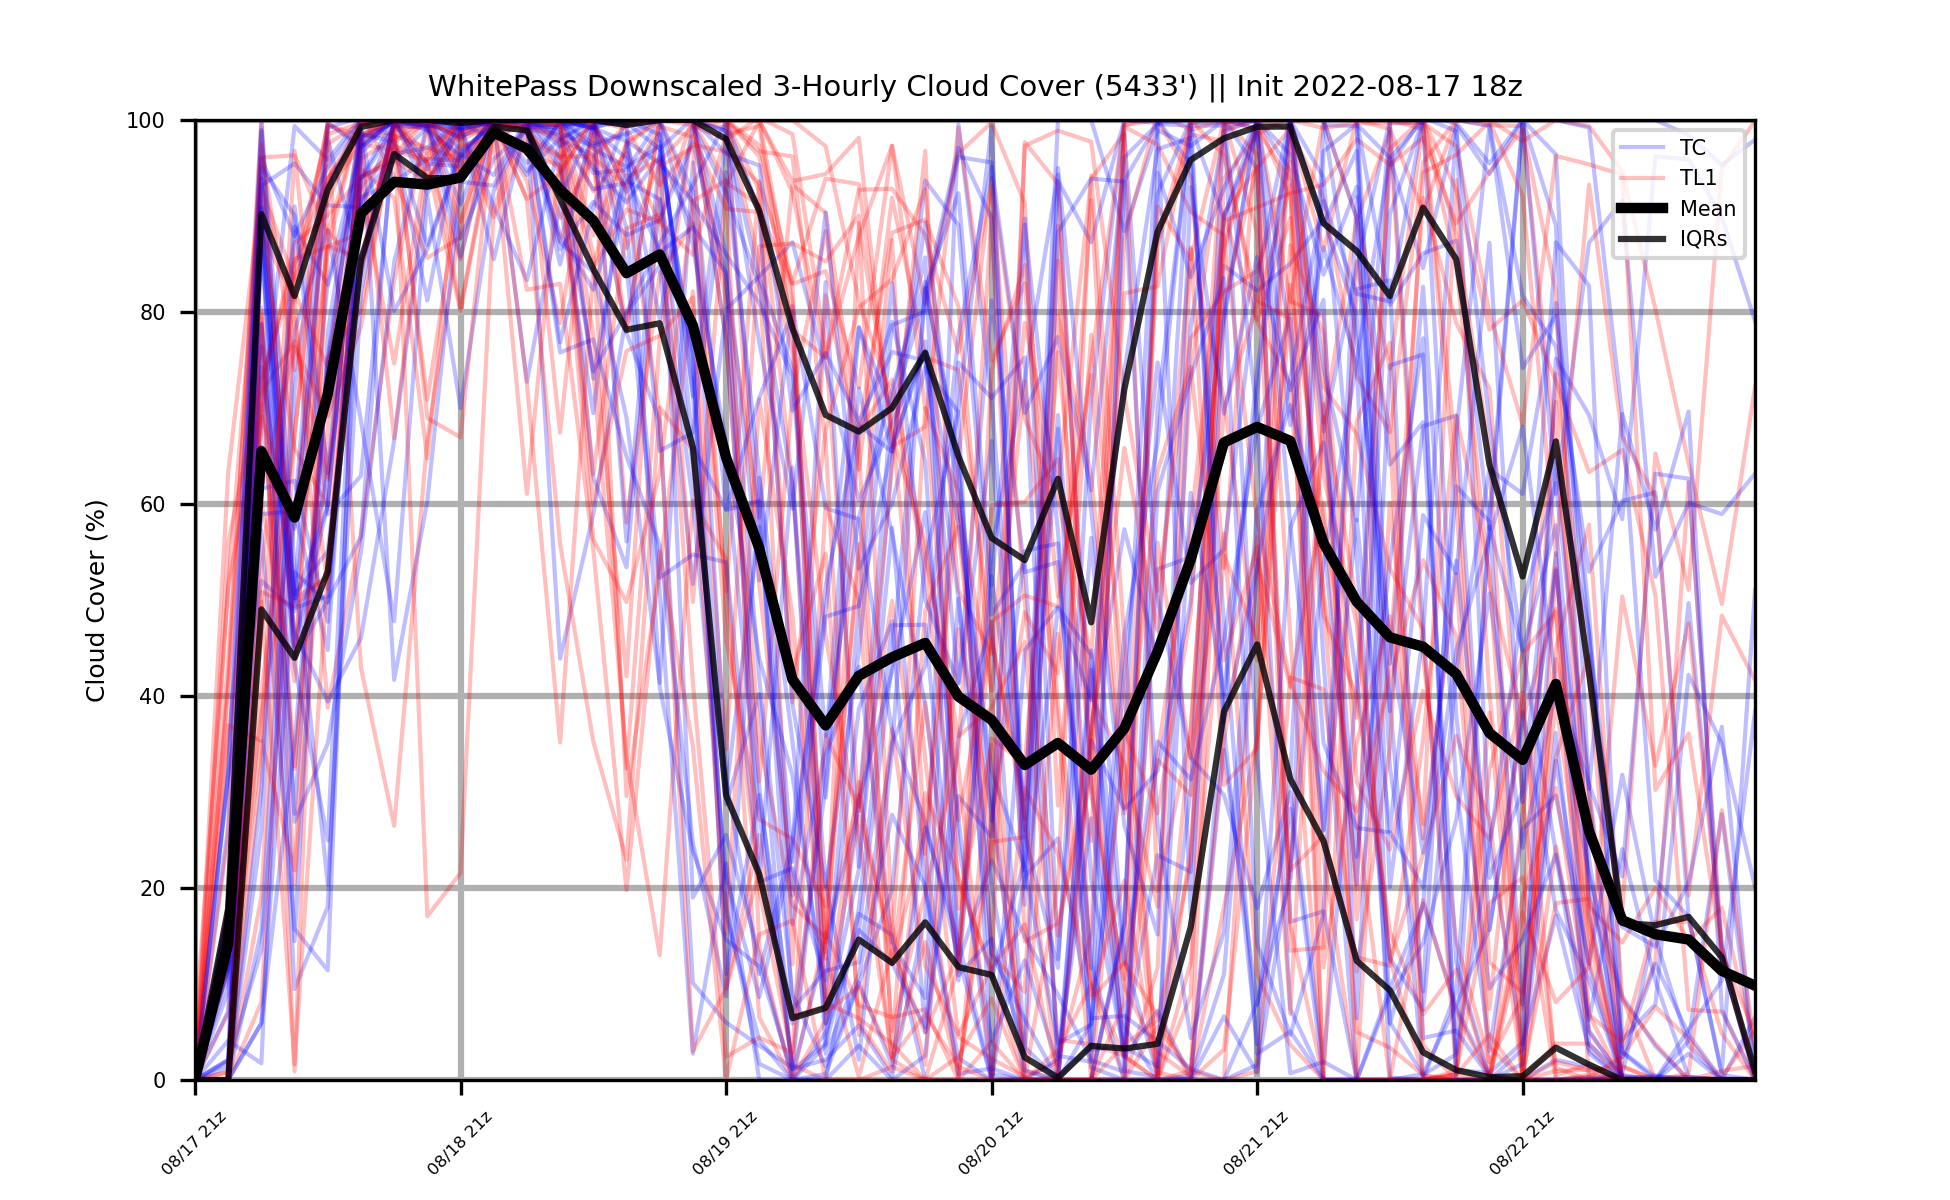 WhitePass Downscaled 3-Hourly Cloud Cover (5433') || Init 2022-08-17 18z
Cloud Cover (%)
100
80
60
40
20
0
TC
TL1
Mean
IQRs
08/17 21z
08/18 21z
08/19 21z
08/20 21z
08/21 21z
08/22 21z